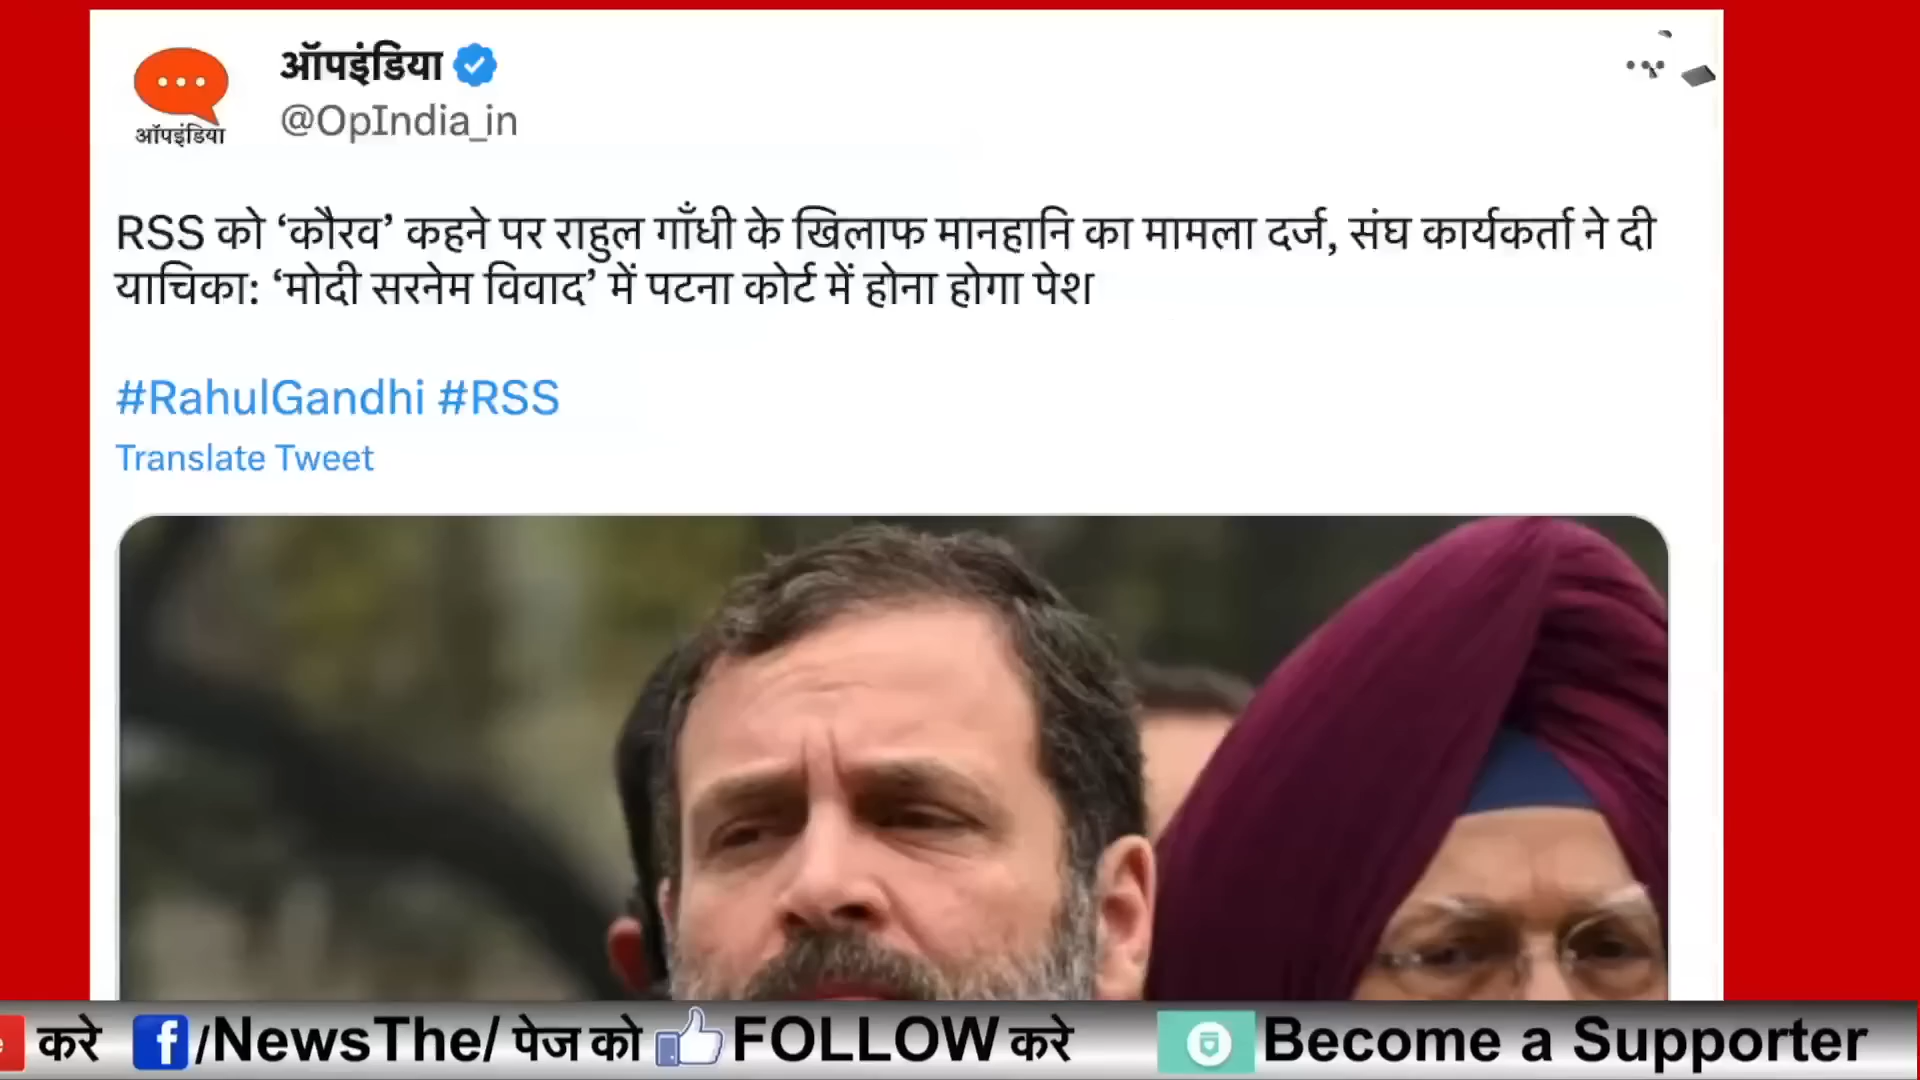 ऑपइंडिया
@OpIndia_in
ऑपइंडिया
RSS को ‘कौरव’ कहने पर राहुल गाँधी के खिलाफ मानहानि का मामला दर्ज, संघ कार्यकर्ता ने दी
याचिका: ‘मोदी सरनेम विवाद’ में पटना कोर्ट में होना होगा पेश
#RahulGandhi #RSS
Translate Tweet
करे f/NewsThe/ पेज को FOLLOW करे Become a Supporter